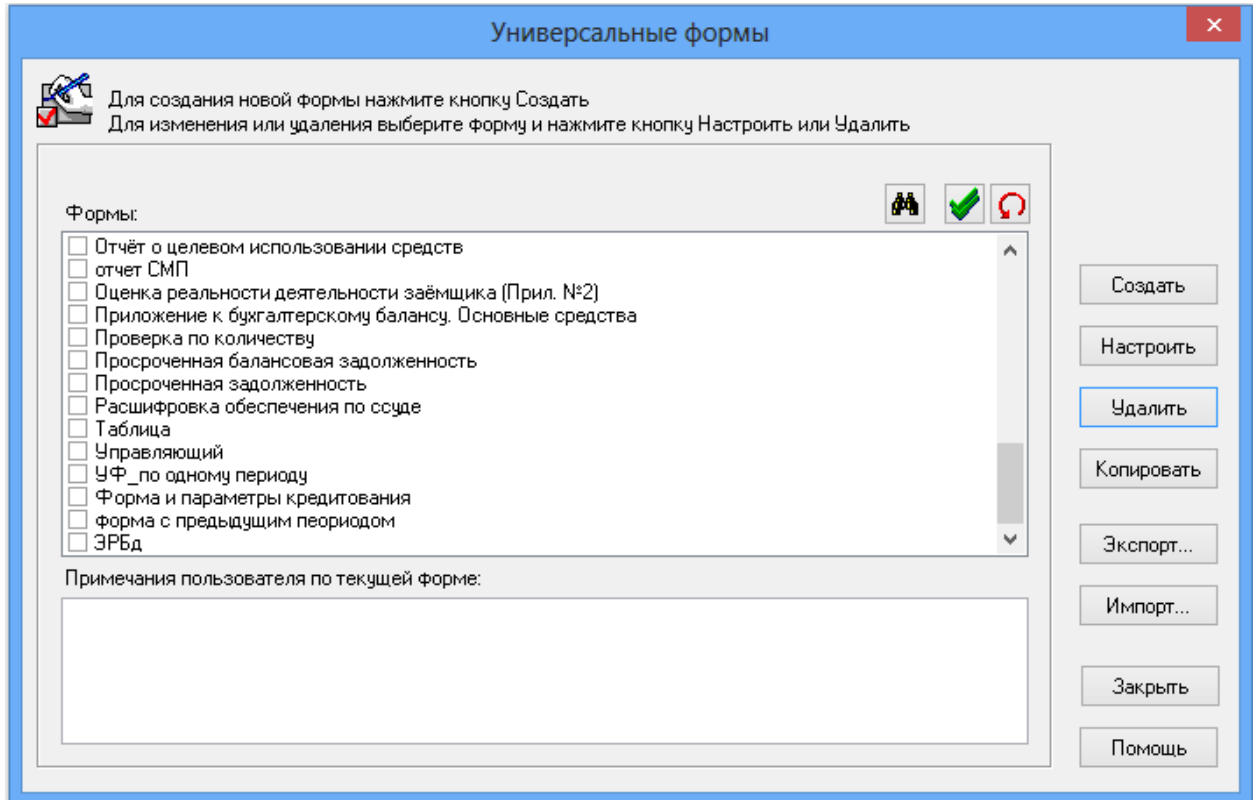 Универсальные формы
Для создания новой формы нажмите кнопку Создать
Для изменения или удаления выберите форму и нажмите кнопку Настроить или Удалить
Формы:
Отчёт о целевом использовании средств
отчет СМП
Оценка реальности деятельности заёмщика (Прил. №2)
Приложение к бухгалтерскому балансу. Основные средства
Проверка по количеству
Просроченная балансовая задолженность
Просроченная задолженность
Расшифровка обеспечения по ссуде
Таблица
Управляющий
УФ_по одному периоду
Форма и параметры кредитования
форма с предыдущим пеориодом
ЭРБд
Примечания пользователя по текущей форме:
Создать
Настроить
Удалить
Копировать
Экспорт...
Импорт...
Закрыть
Помощь